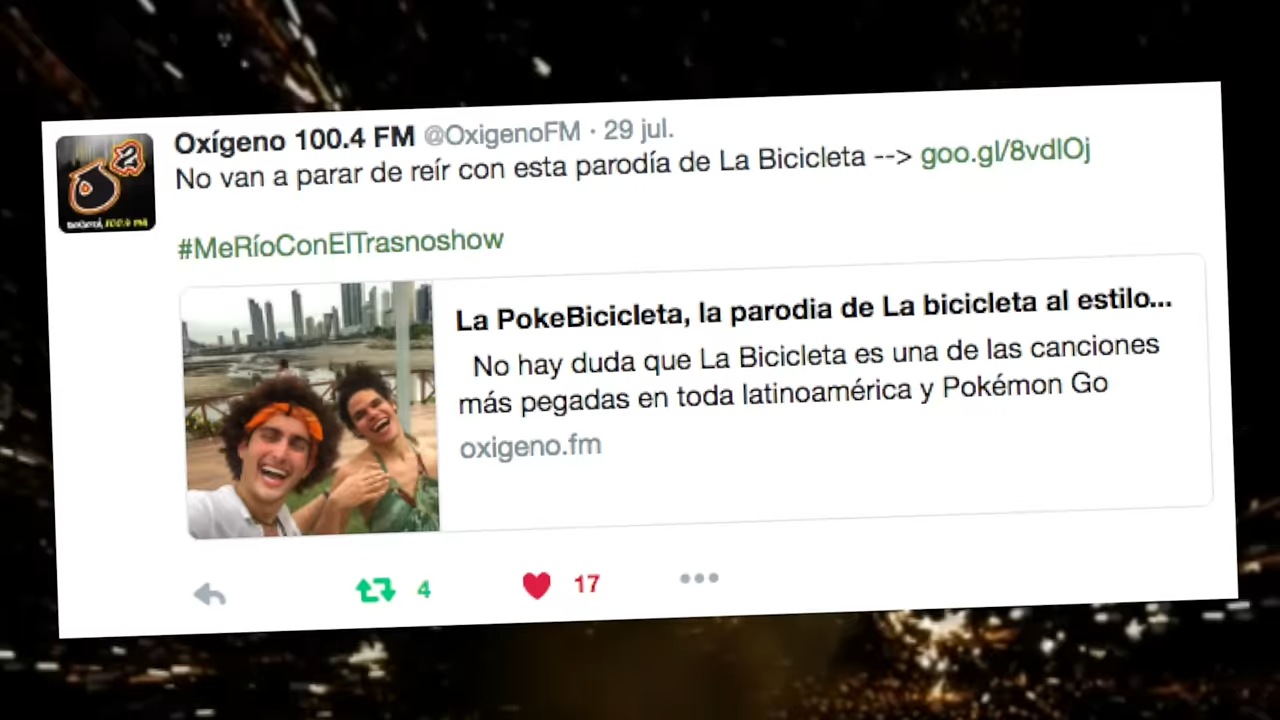 Oxígeno 100.4 FM @OxigenoFM · 29 jul.
No van a parar de reír con esta parodía de La Bicicleta --> goo.gl/8vdlOj
#MeRíoConElTrasnoshow
La PokeBicicleta, la parodia de La bicicleta al estilo...
No hay duda que La Bicicleta es una de las canciones
más pegadas en toda latinoamérica y Pokémon Go
oxigeno.fm
4 17